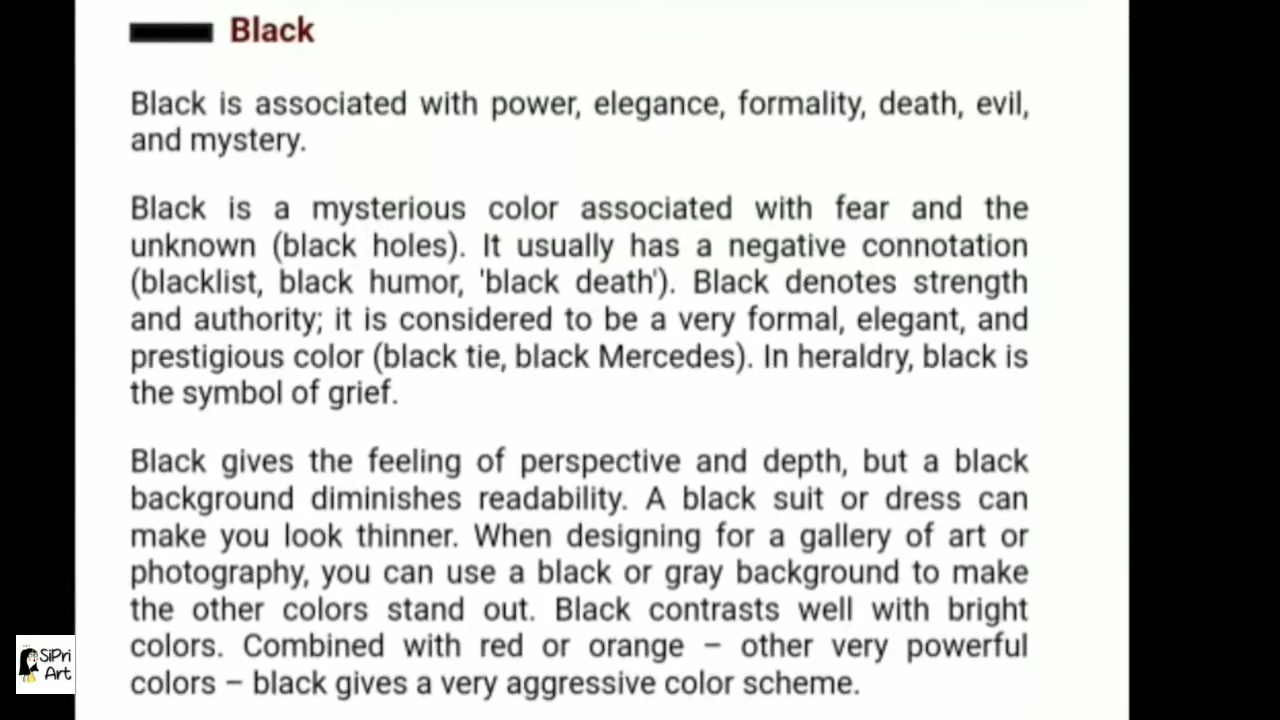 Black
Black is associated with power, elegance, formality, death, evil,
and mystery.
Black is a mysterious color associated with fear and the
unknown (black holes). It usually has a negative connotation
(blacklist, black humor, 'black death'). Black denotes strength
and authority; it is considered to be a very formal, elegant, and
prestigious color (black tie, black Mercedes). In heraldry, black is
the symbol of grief.
Black gives the feeling of perspective and depth, but a black
background diminishes readability. A black suit or dress can
make you look thinner. When designing for a gallery of art or
photography, you can use a black or gray background to make
the other colors stand out. Black contrasts well with bright
colors. Combined with red or orange – other very powerful
colors – black gives a very aggressive color scheme.
SiPri
Art